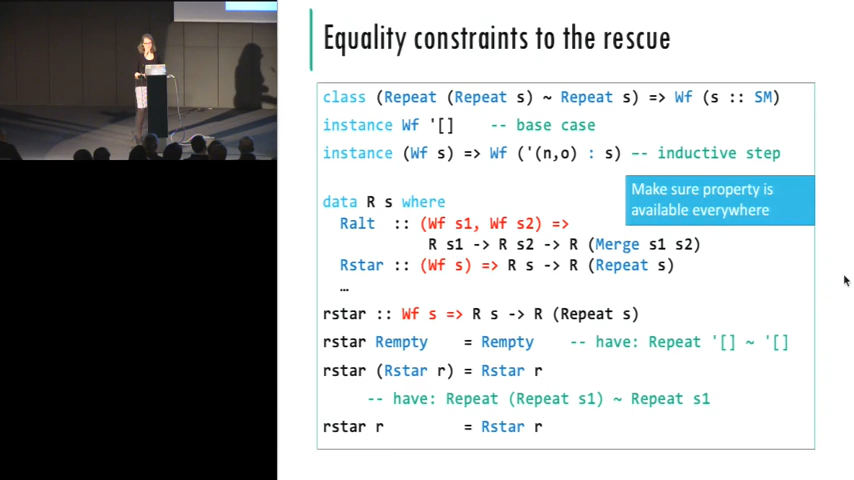 Equality constraints to the rescue
class (Repeat (Repeat s) ~ Repeat s) => Wf (s :: SM)
instance Wf '[] -- base case
instance (Wf s) => Wf ('(n,o) : s) -- inductive step
Make sure property is
available everywhere
data R s where
Ralt :: (Wf s1, Wf s2) =>
R s1 -> R s2 -> R (Merge s1 s2)
Rstar :: (Wf s) => R s -> R (Repeat s)
…
rstar :: Wf s => R s -> R (Repeat s)
rstar Rempty = Rempty -- have: Repeat '[] ~ '[]
rstar (Rstar r) = Rstar r
-- have: Repeat (Repeat s1) ~ Repeat s1
rstar r = Rstar r